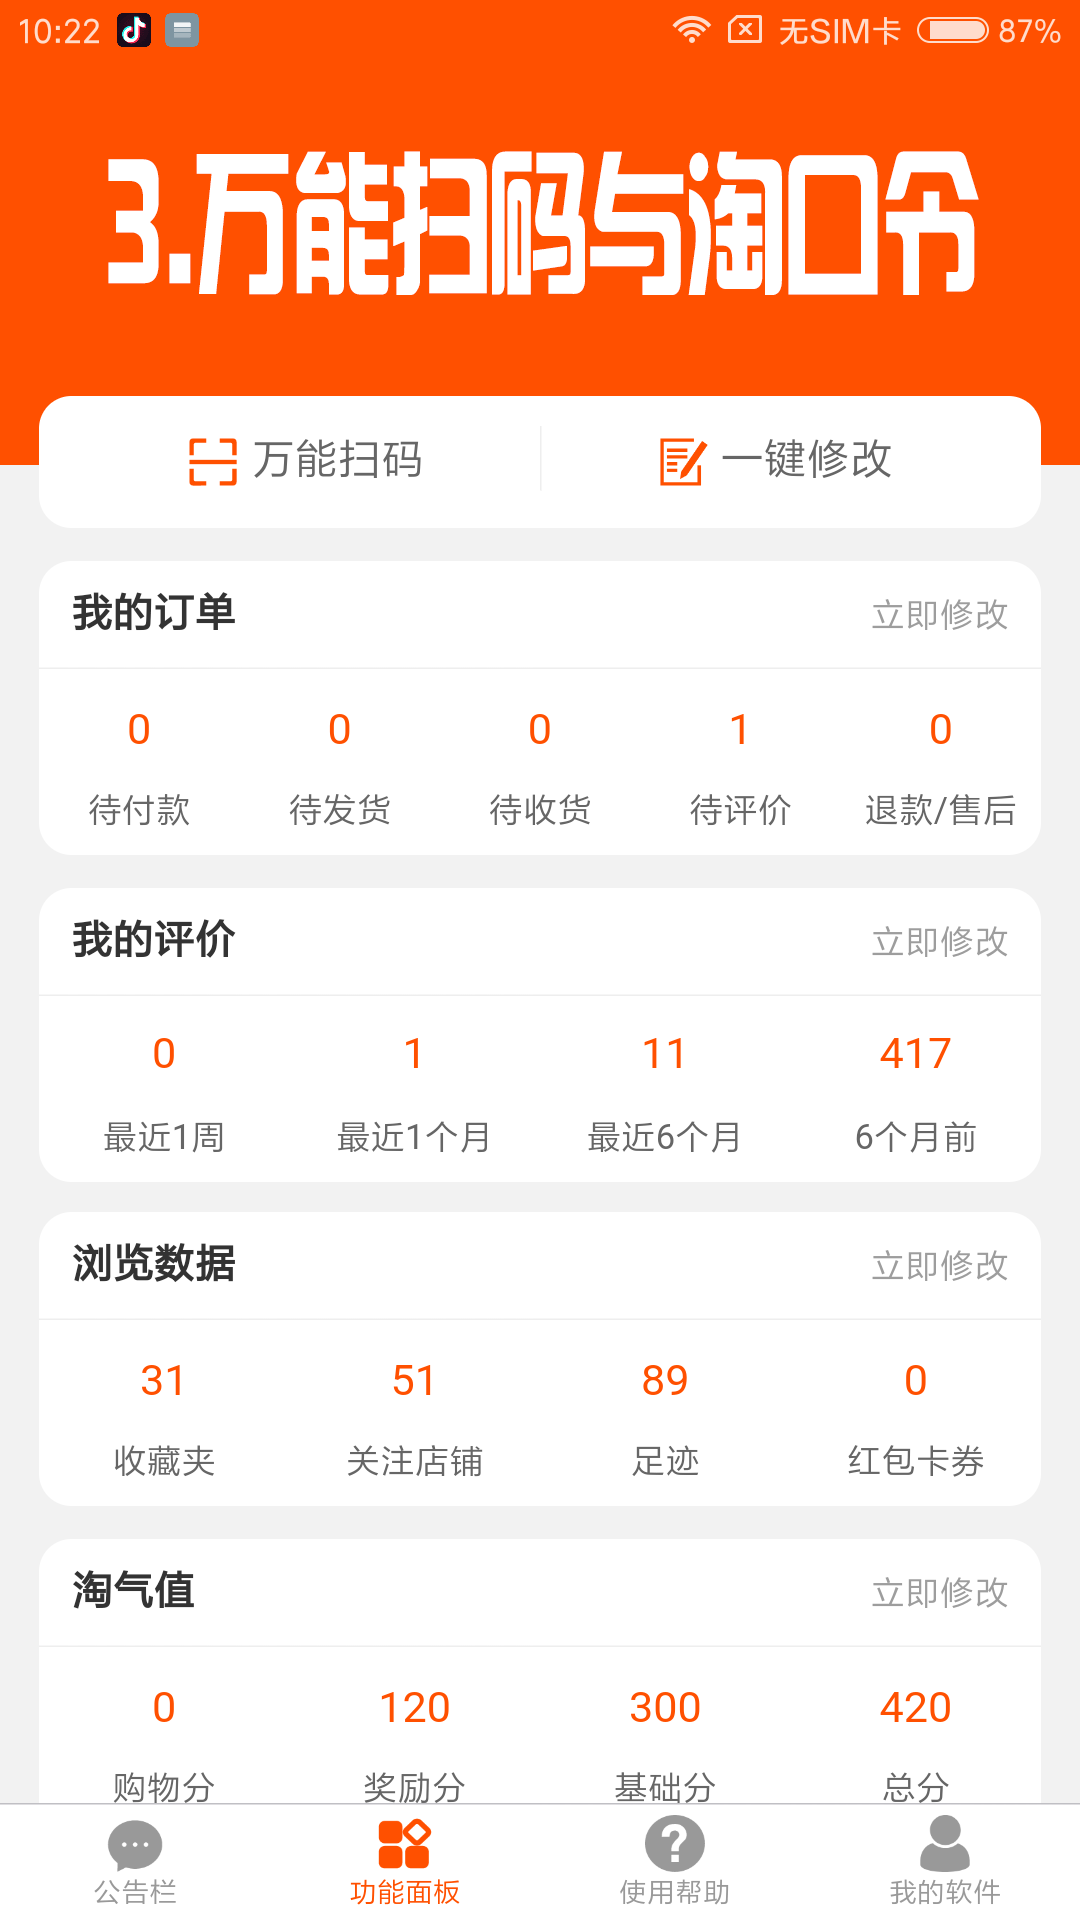 10:22 无SIM卡 87%
3.万能扫码与淘口令
万能扫码 一键修改
我的订单 立即修改
0 0 0 1 0
待付款 待发货 待收货 待评价 退款/售后
我的评价 立即修改
0 1 11 417
最近1周 最近1个月 最近6个月 6个月前
浏览数据 立即修改
31 51 89 0
收藏夹 关注店铺 足迹 红包卡券
淘气值 立即修改
0 120 300 420
购物分 奖励分 基础分 总分
公告栏 功能面板 使用帮助 我的软件